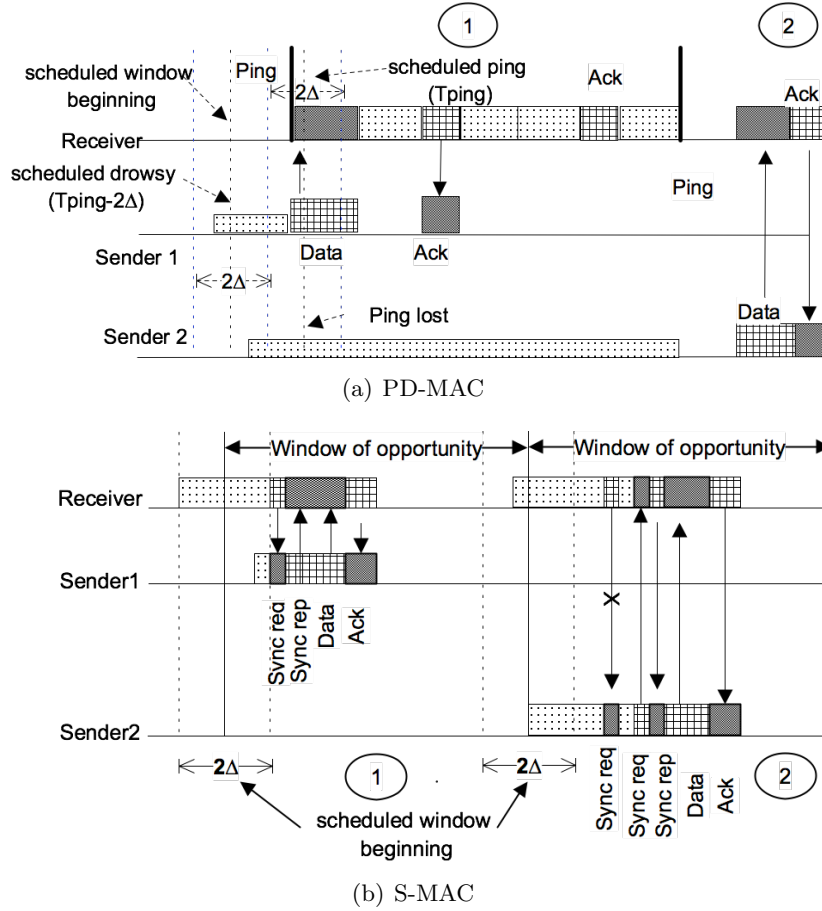 1
2
scheduled window
beginning
Ping
2Δ
scheduled ping
(Tping)
Ack
Ack
Receiver
scheduled drowsy
(Tping-2Δ)
Ping
Sender 1
Data
Ack
2Δ
Sender 2
Ping lost
Data
(a) PD-MAC
Window of opportunity
Window of opportunity
Receiver
Sender1
Sync req
Sync rep
Data
Ack
x
Sender2
2Δ
1
.
2Δ
2
Sync req
Sync req
Sync rep
Data
Ack
scheduled window
beginning
(b) S-MAC